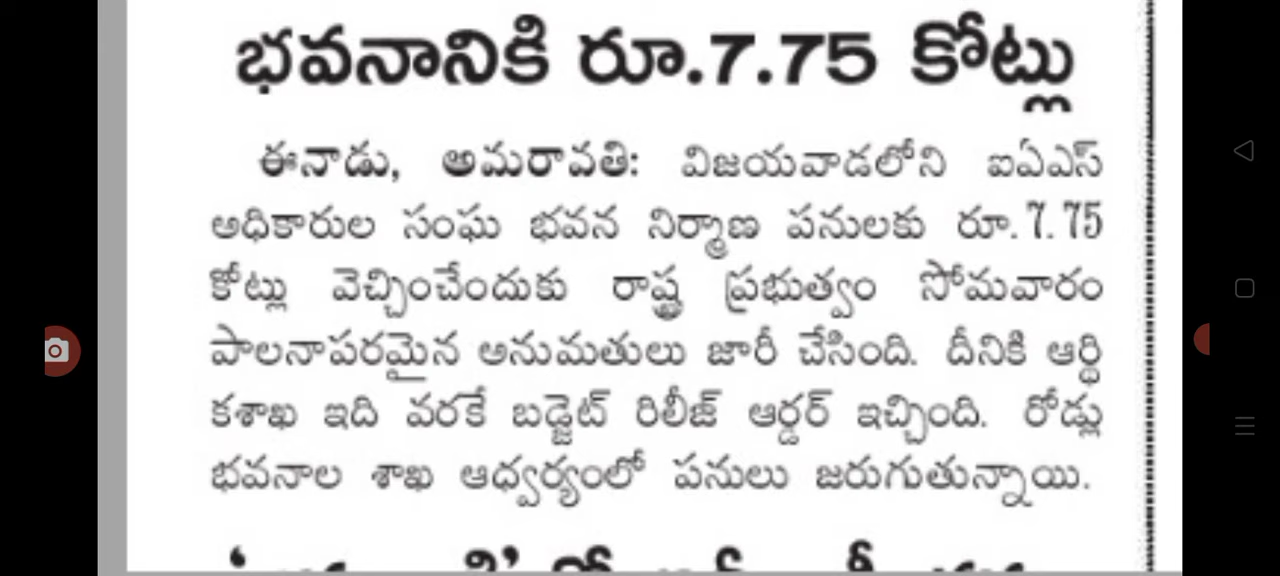 భవనానికి రూ.7.75 కోట్లు
ఈనాడు, అమరావతి: విజయవాడలోని ఐఏఎస్
అధికారుల సంఘ భవన నిర్మాణ పనులకు రూ.7.75
కోట్లు వెచ్చించేందుకు రాష్ట్ర ప్రభుత్వం సోమవారం
పాలనాపరమైన అనుమతులు జారీ చేసింది. దీనికి ఆర్థి
కశాఖ ఇది వరకే బడ్జెట్ రిలీజ్ ఆర్డర్ ఇచ్చింది. రోడ్లు
భవనాల శాఖ ఆధ్వర్యంలో పనులు జరుగుతున్నాయి.